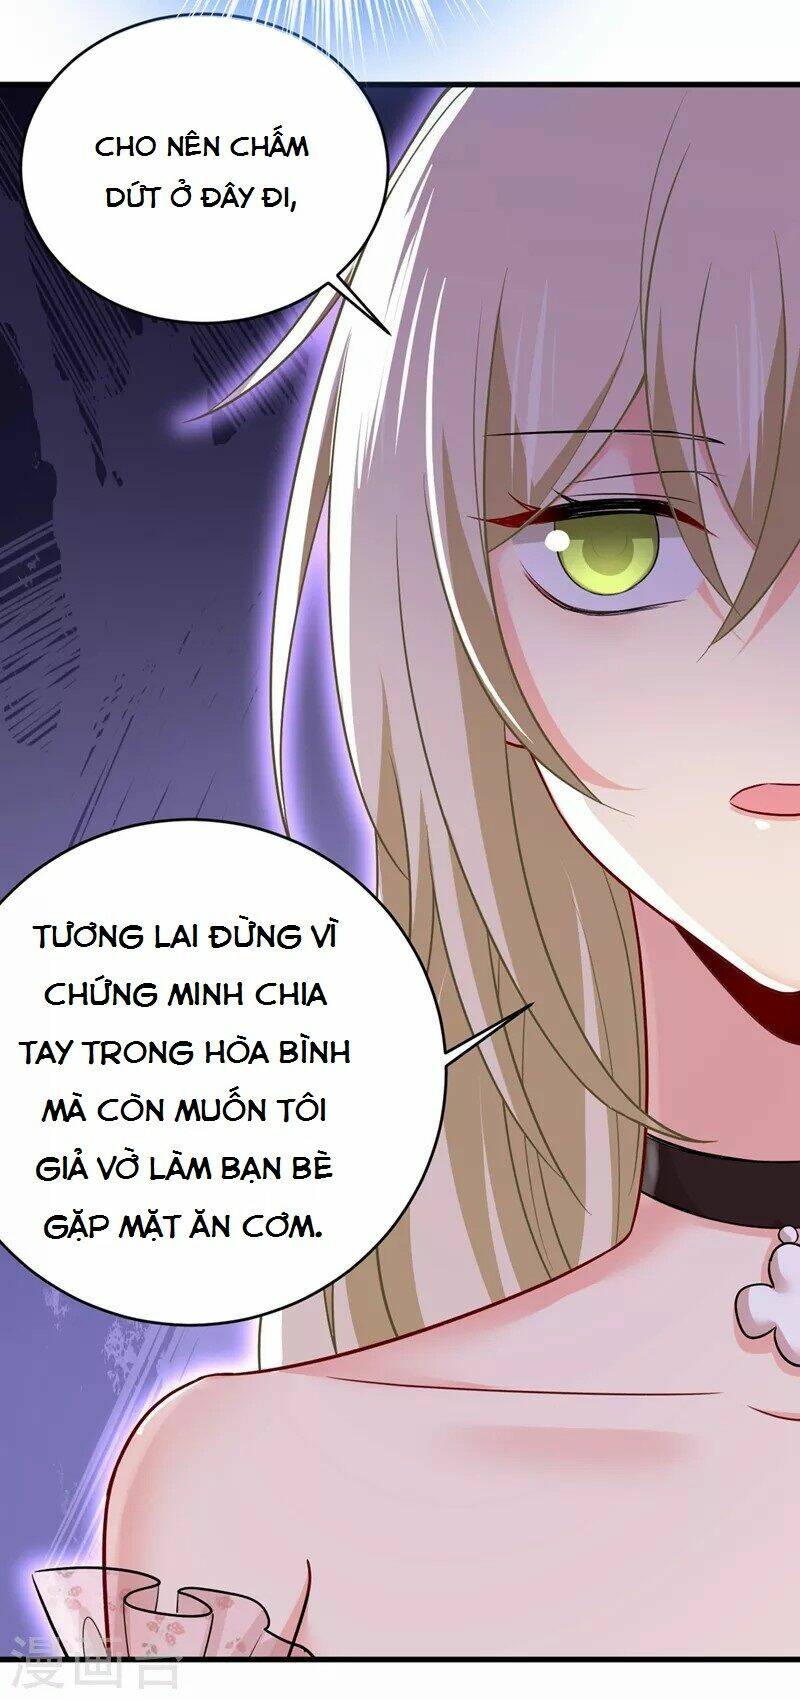 CHO NÊN CHẤM
DỨT Ở ĐÂY ĐI,
TƯƠNG LAI ĐỪNG VÌ
CHỨNG MINH CHIA
TAY TRONG HÒA BÌNH
MÀ CÒN MUỐN TÔI
GIẢ VỜ LÀM BẠN BÈ
GẶP MẶT ĂN CƠM.
漫画台